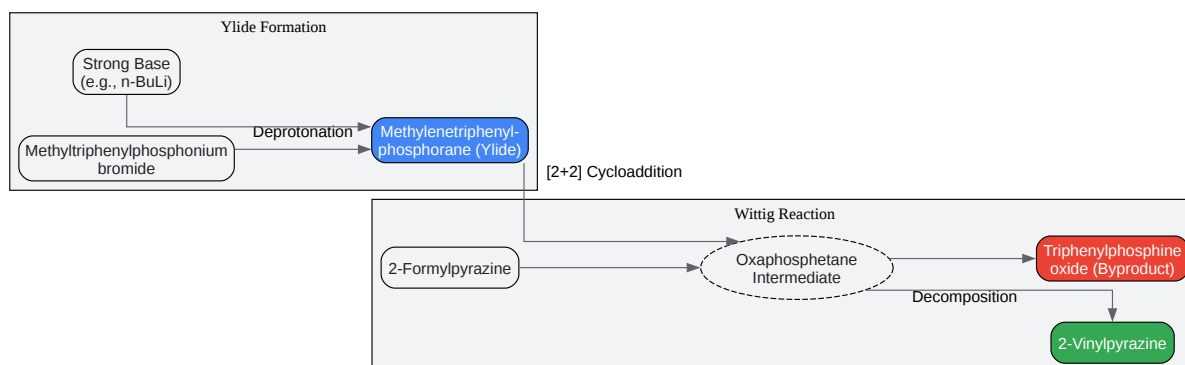 Ylide Formation
Strong Base
(e.g., n-BuLi)
Deprotonation
Methyltriphenylphosphonium
bromide
Methylenetriphenyl-
phosphorane (Ylide)
[2+2] Cycloaddition
Wittig Reaction
2-Formylpyrazine
Oxaphosphetane
Intermediate
Triphenylphosphine
oxide (Byproduct)
Decomposition
2-Vinylpyrazine